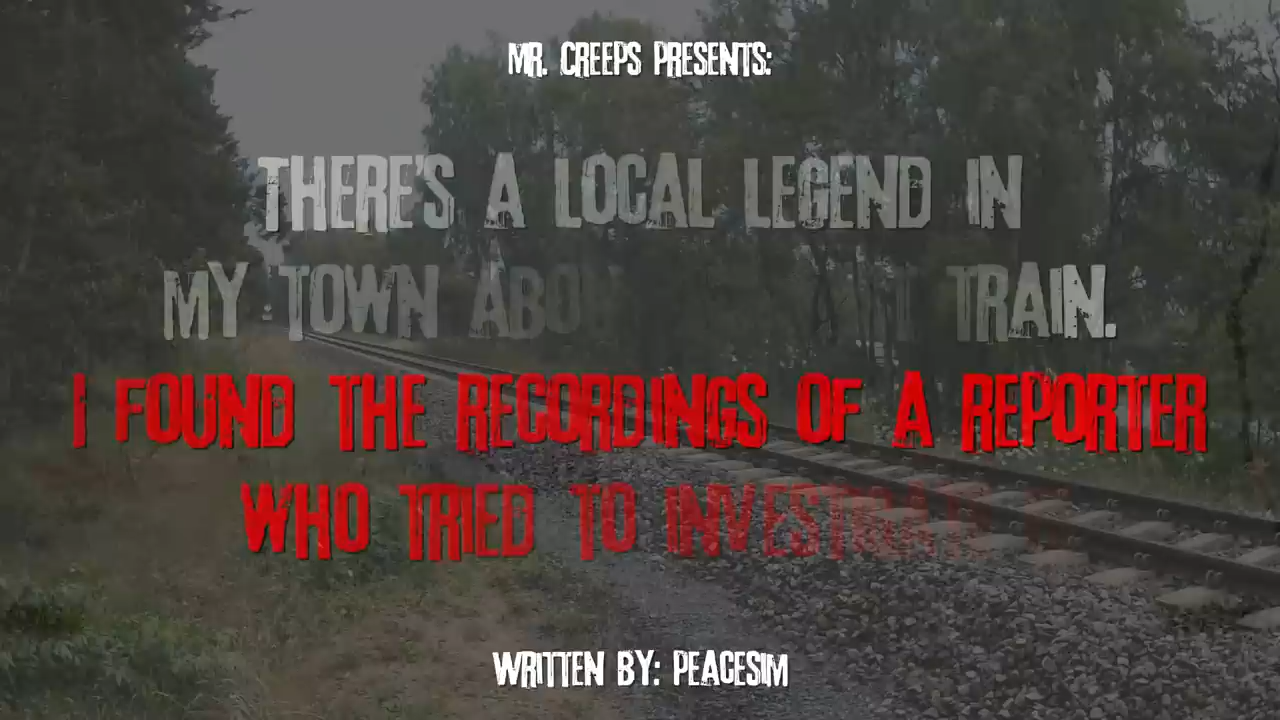 MR. CREEPS PRESENTS:
THERE'S A LOCAL LEGEND IN
MY TOWN TRAIN.
I FOUND THE RECORDINGS OF A REPORTER
WHO TRIED TO INVESTIGATE
WRITTEN BY: PEACESIM